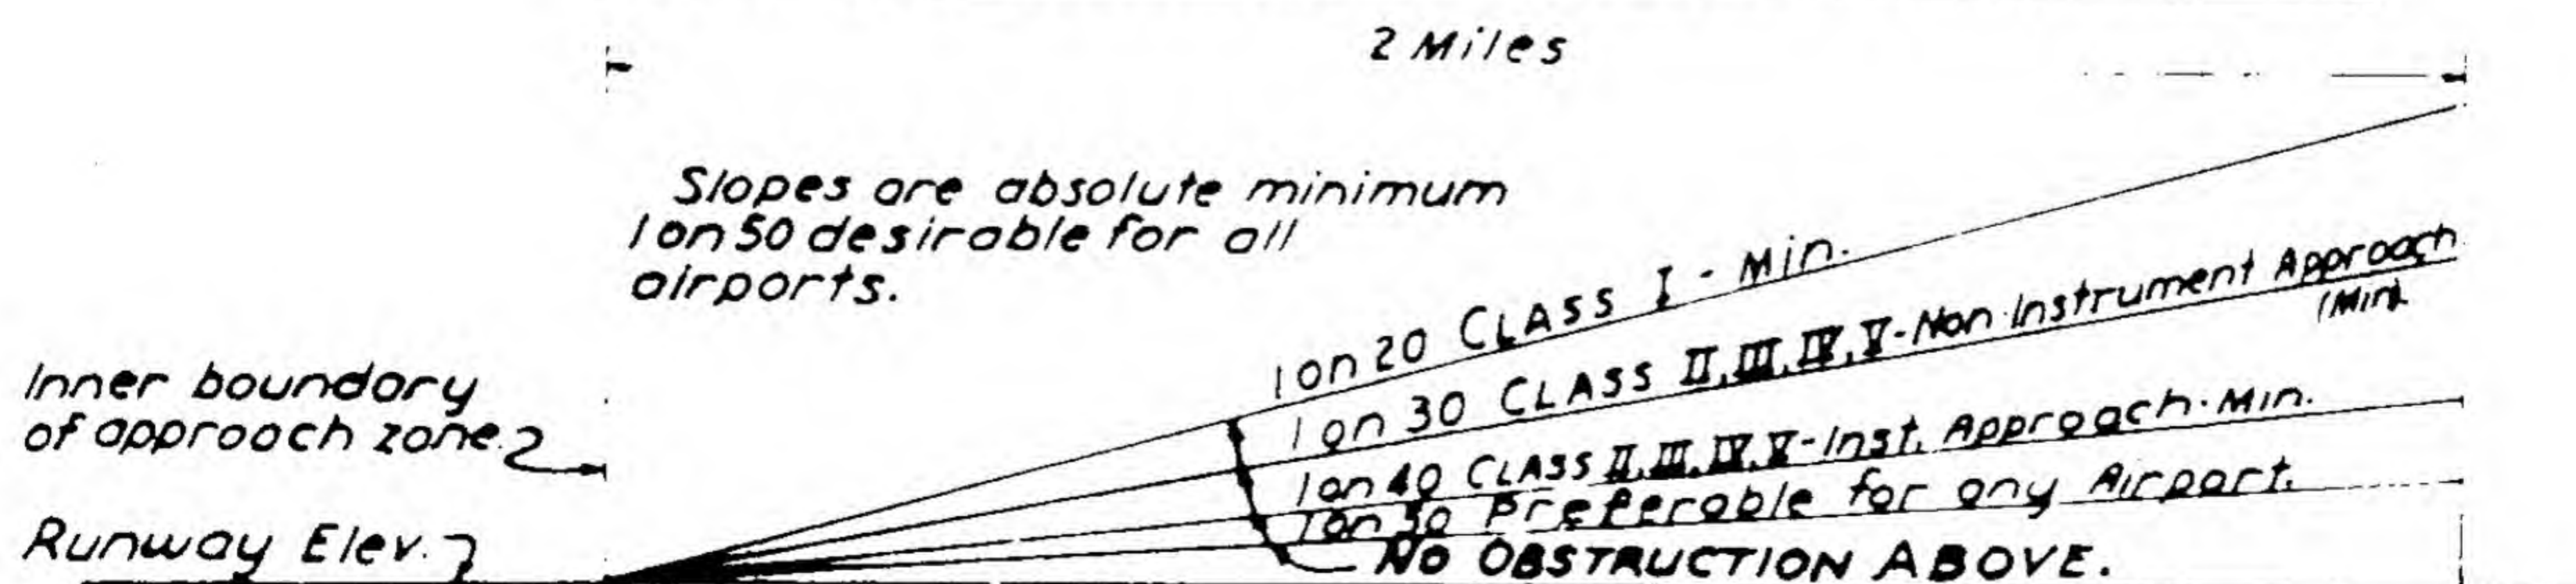 2 Miles
Slopes are absolute minimum
1 on 50 desirable for all
airports.
1 on 20 CLASS I - Min.
1 on 30 CLASS II, III, IV, V - Non-Instrument Approach
(Min)
Inner boundary
of approach zone.
1 on 40 CLASS II, III, IV, V - Inst. Approach - Min.
1 on 50 Preferable for any Airport.
Runway Elev.
NO OBSTRUCTION ABOVE.